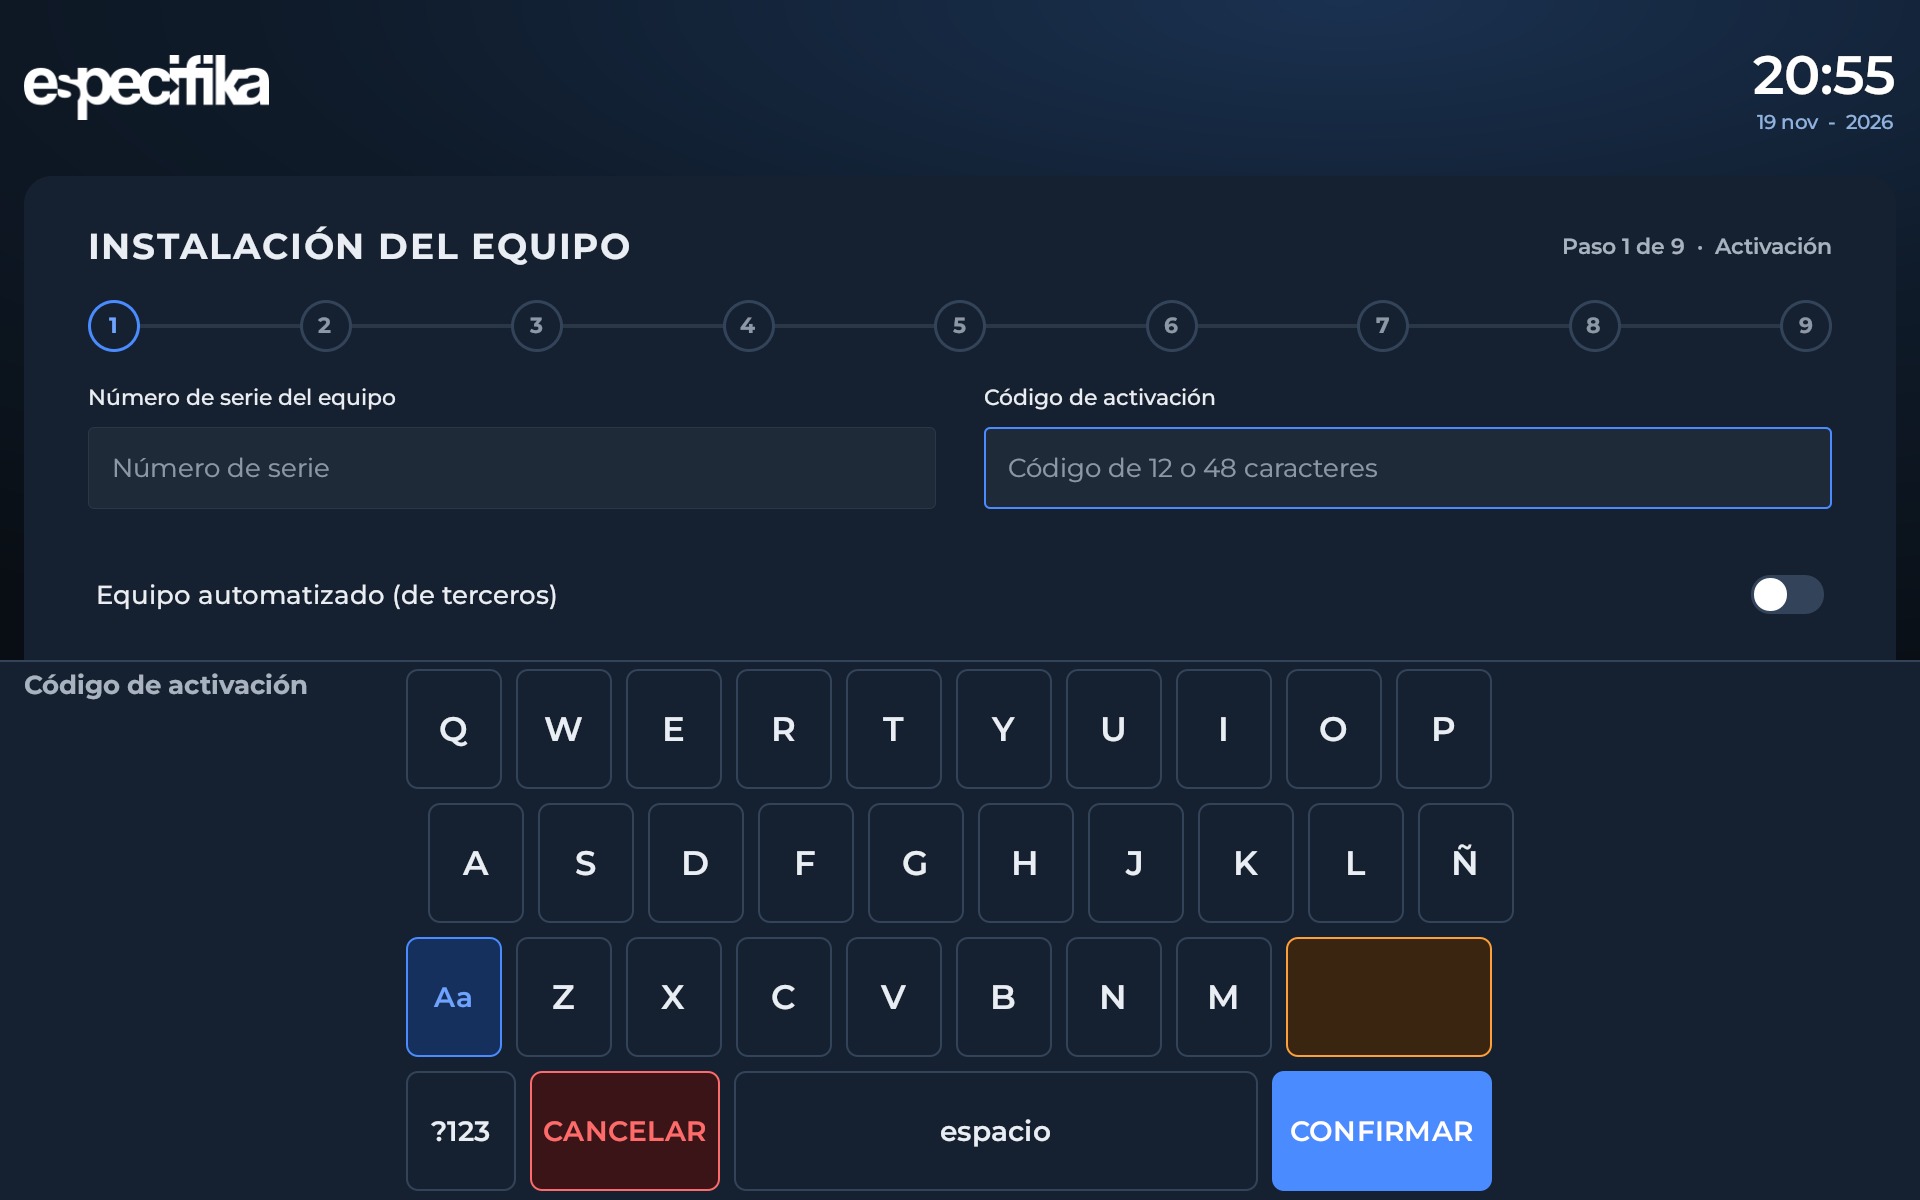 especifika
20:55
19 nov - 2026
INSTALACIÓN DEL EQUIPO
Paso 1 de 9 · Activación
1 2 3 4 5 6 7 8 9
Número de serie del equipo
Código de activación
Número de serie
Código de 12 o 48 caracteres
Equipo automatizado (de terceros)
Código de activación
Q W E R T Y U I O P
A S D F G H J K L Ñ
Aa Z X C V B N M
?123 CANCELAR espacio CONFIRMAR